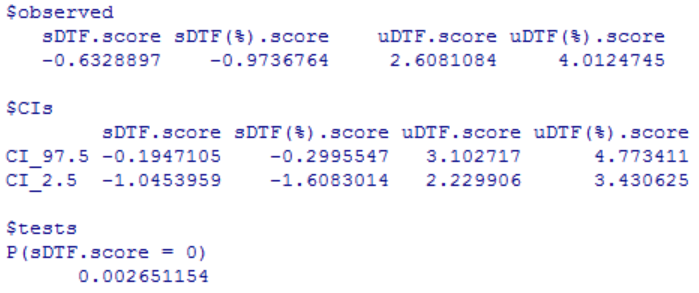 $observed
sDTF.score sDTF(%).score uDTF.score uDTF(%).score
-0.6328897 -0.9736764 2.6081084 4.0124745
$CIs
sDTF.score sDTF(%).score uDTF.score uDTF(%).score
CI_97.5 -0.1947105 -0.2995547 3.102717 4.773411
CI_2.5 -1.0453959 -1.6083014 2.229906 3.430625
$tests
P(sDTF.score = 0)
0.002651154